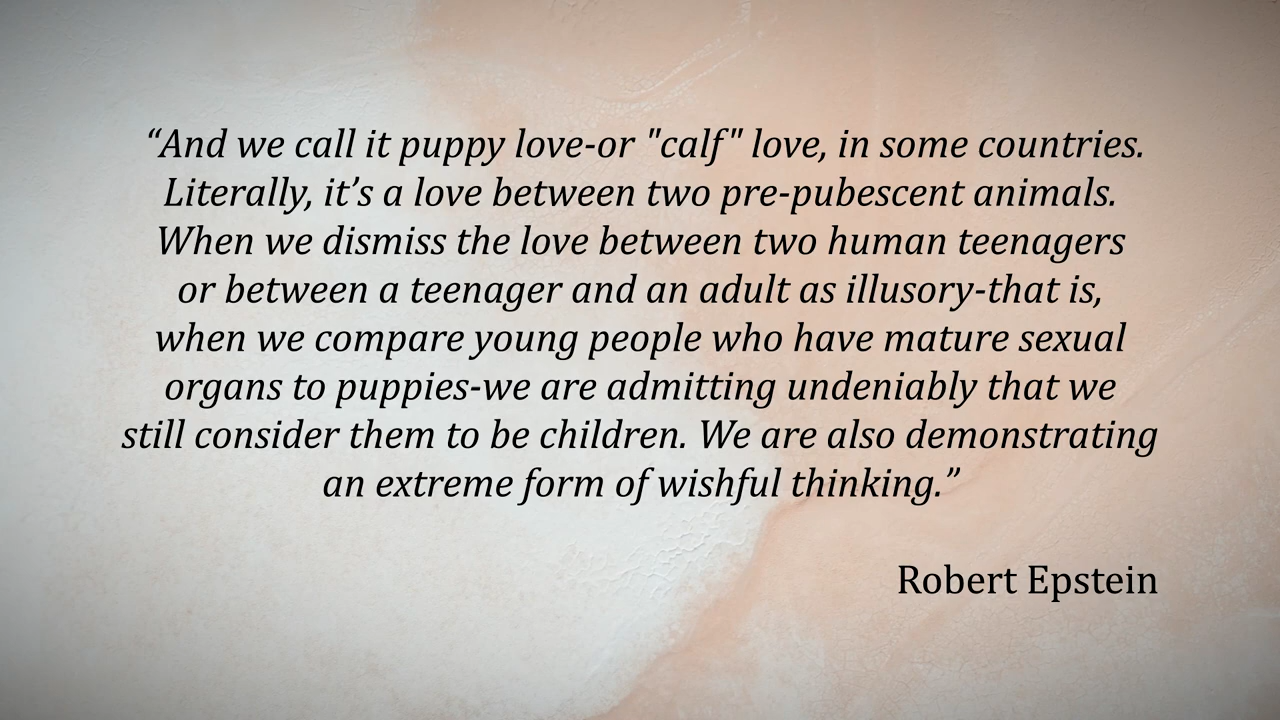 “And we call it puppy love-or "calf" love, in some countries.
Literally, it’s a love between two pre-pubescent animals.
When we dismiss the love between two human teenagers
or between a teenager and an adult as illusory-that is,
when we compare young people who have mature sexual
organs to puppies-we are admitting undeniably that we
still consider them to be children. We are also demonstrating
an extreme form of wishful thinking.”
Robert Epstein